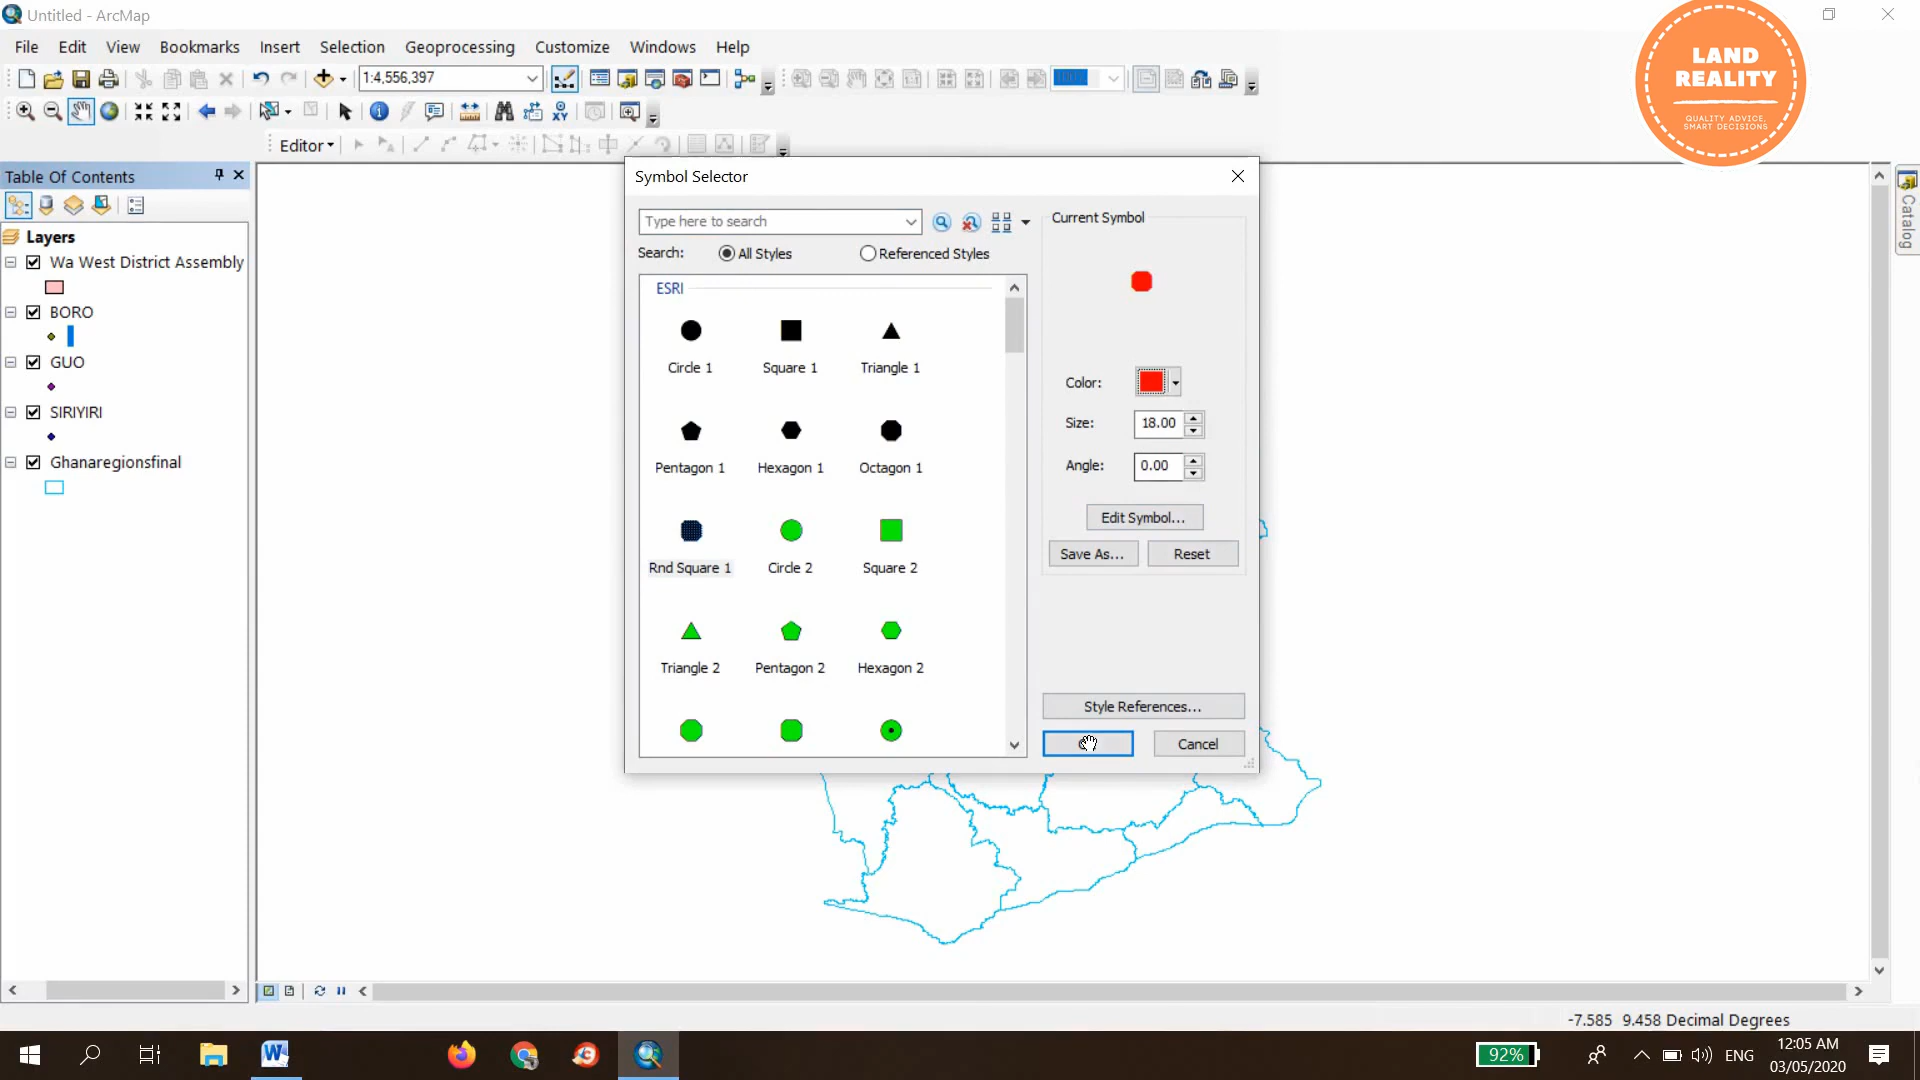 Untitled - ArcMap
File Edit View Bookmarks Insert Selection Geoprocessing Customize Windows Help
1:4,556,397
Editor
LAND
REALITY
QUALITY ADVICE,
SMART DECISIONS
Table Of Contents
Layers
Wa West District Assembly
BORO
GUO
SIRIYIRI
Ghanaregionsfinal
Symbol Selector
Type here to search
Search: All Styles Referenced Styles
ESRI
Circle 1 Square 1 Triangle 1
Pentagon 1 Hexagon 1 Octagon 1
Rnd Square 1 Circle 2 Square 2
Triangle 2 Pentagon 2 Hexagon 2
Current Symbol
Color:
Size: 18.00
Angle: 0.00
Edit Symbol...
Save As... Reset
Style References...
Cancel
Catalog
-7.585 9.458 Decimal Degrees
92%
ENG
12:05 AM
03/05/2020